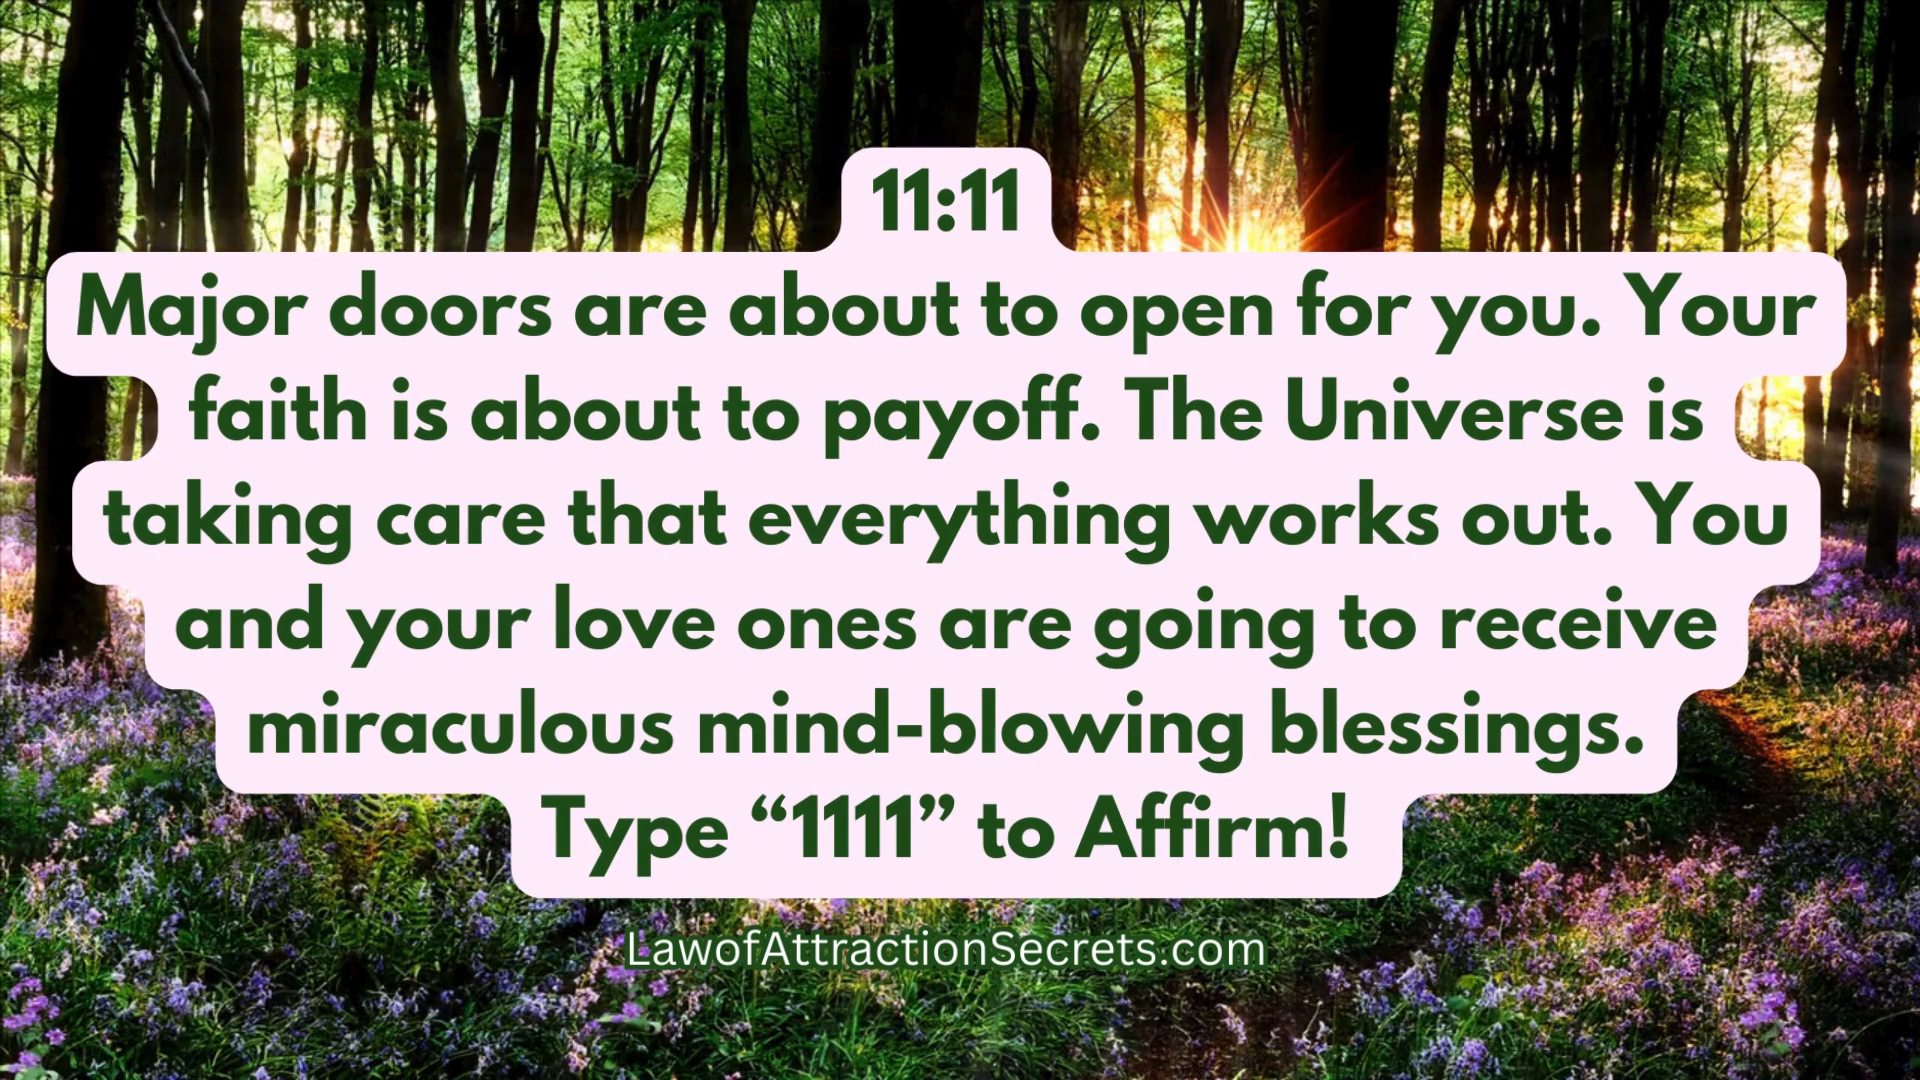 11:11
Major doors are about to open for you. Your
faith is about to payoff. The Universe is
taking care that everything works out. You
and your love ones are going to receive
miraculous mind-blowing blessings.
Type “1111” to Affirm!
LawofAttractionSecrets.com